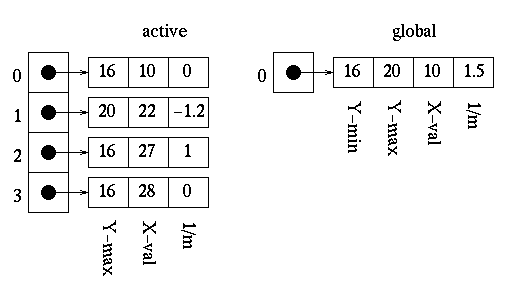 active global
0 16 10 0 0 16 20 10 1.5
1 20 22 −1.2
2 16 27 1
3 16 28 0
Y−min Y−max X−val 1/m
Y−max X−val 1/m